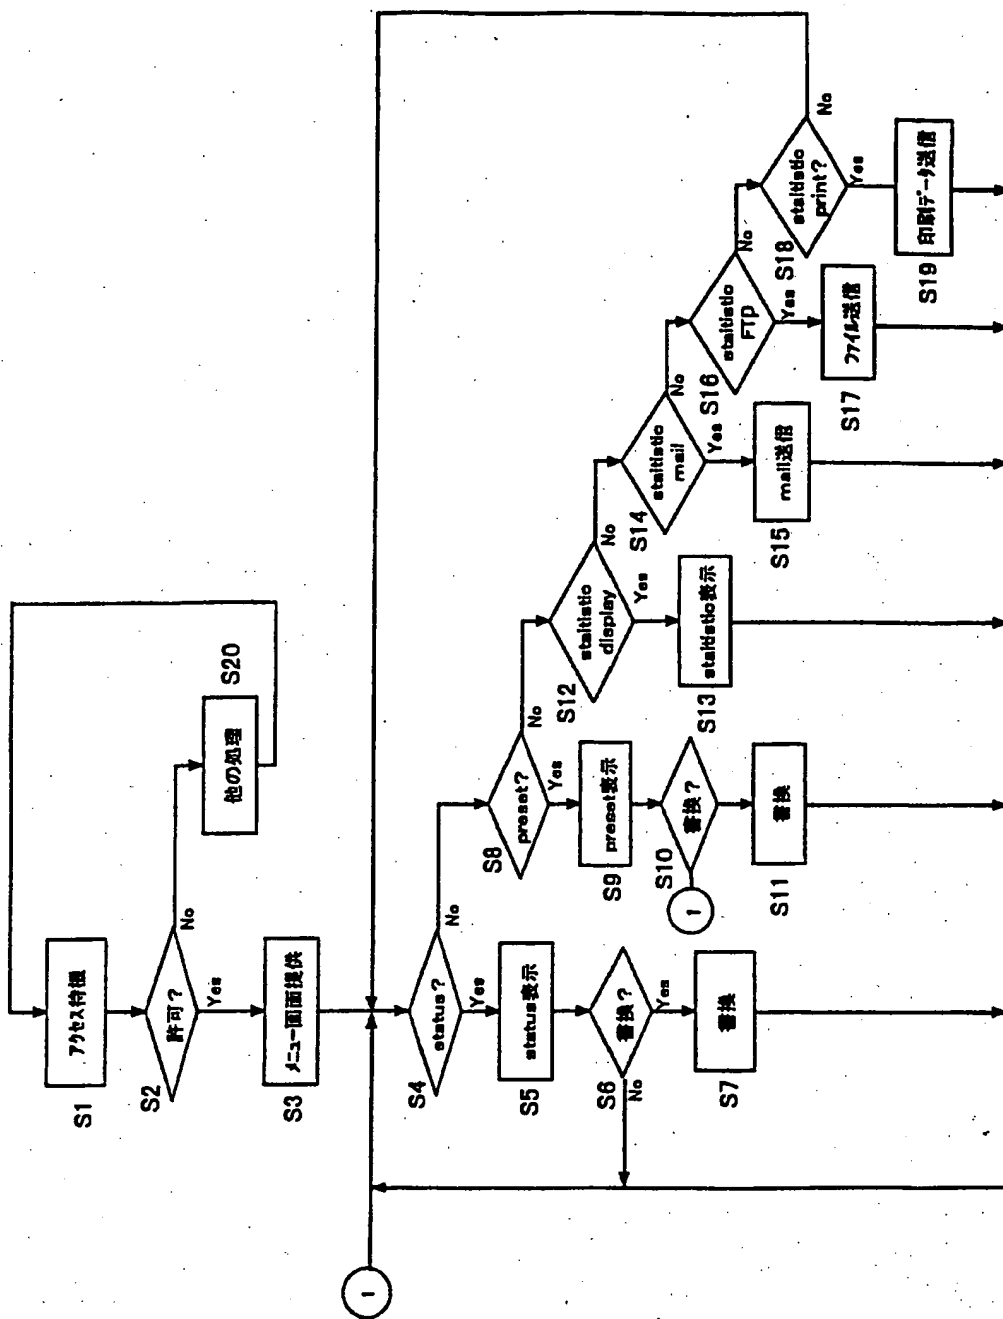 S1
アクセス待機
S2
許可?
No
Yes
S20
他の処理
S3
メニュー画面提供
1
S4
status?
No
Yes
S5
status表示
S6
書換?
No
Yes
S7
書換
S8
preset?
No
Yes
S9
preset表示
S10
書換?
1
S11
書換
S12
staitistic
display
No
Yes
S13
staitistic表示
S14
staitistic
mail
No
Yes
S15
mail送信
S16
staitistic
FTP
No
Yes
S17
ファイル送信
S18
staitistic
print?
No
Yes
S19
印刷データ送信